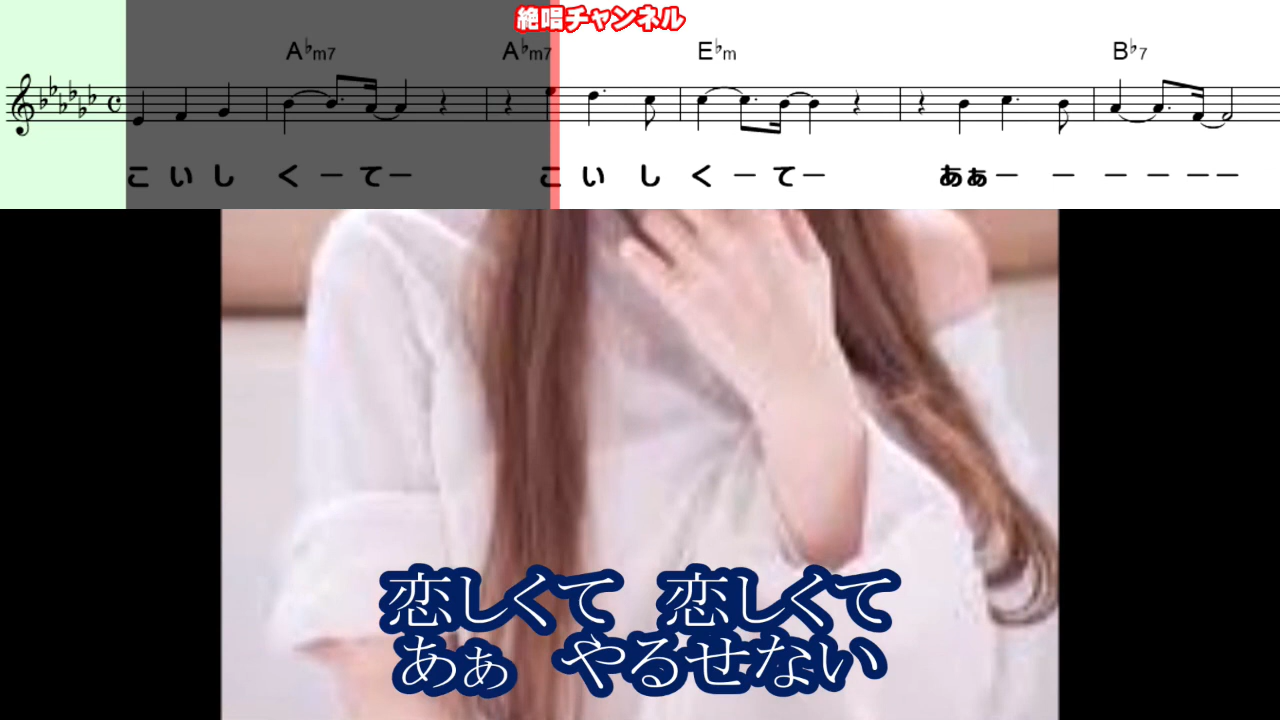 絶唱チャンネル
A♭m7 A♭m7 E♭m B♭7
こ い し く ー て ー こ い し く ー て ー あぁ ー ー ー ー ー ー
恋しくて 恋しくて
あぁ やるせない